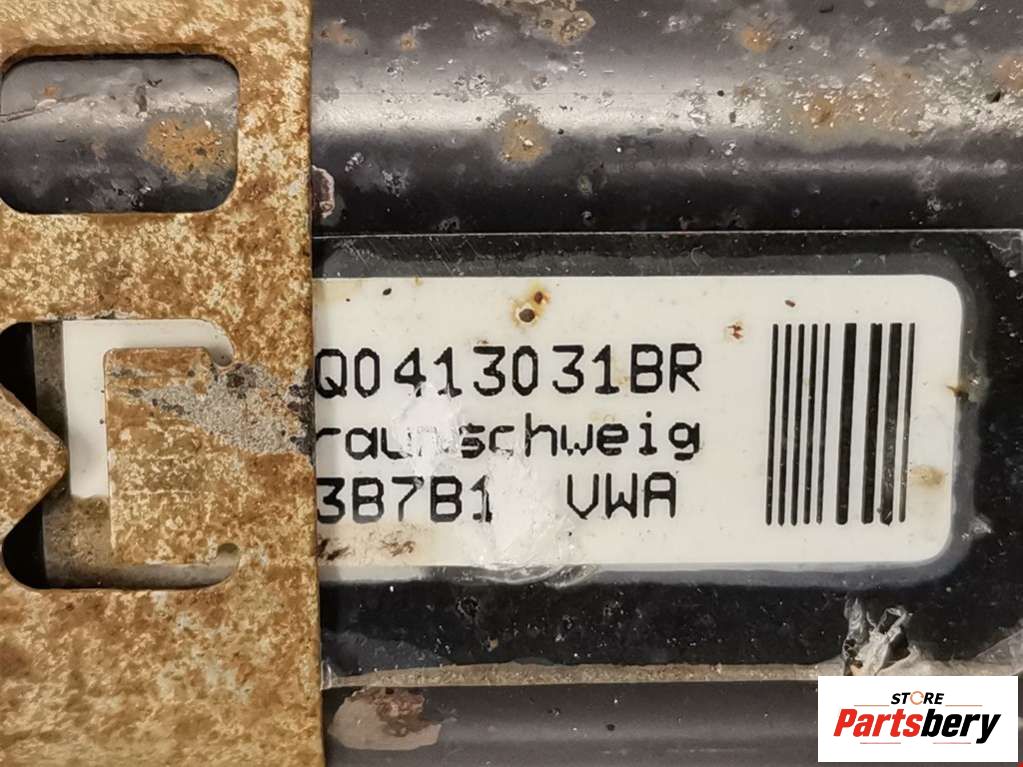 Q0413031BR
raunschweig
3B7B1 VWA
STORE
Partsbery